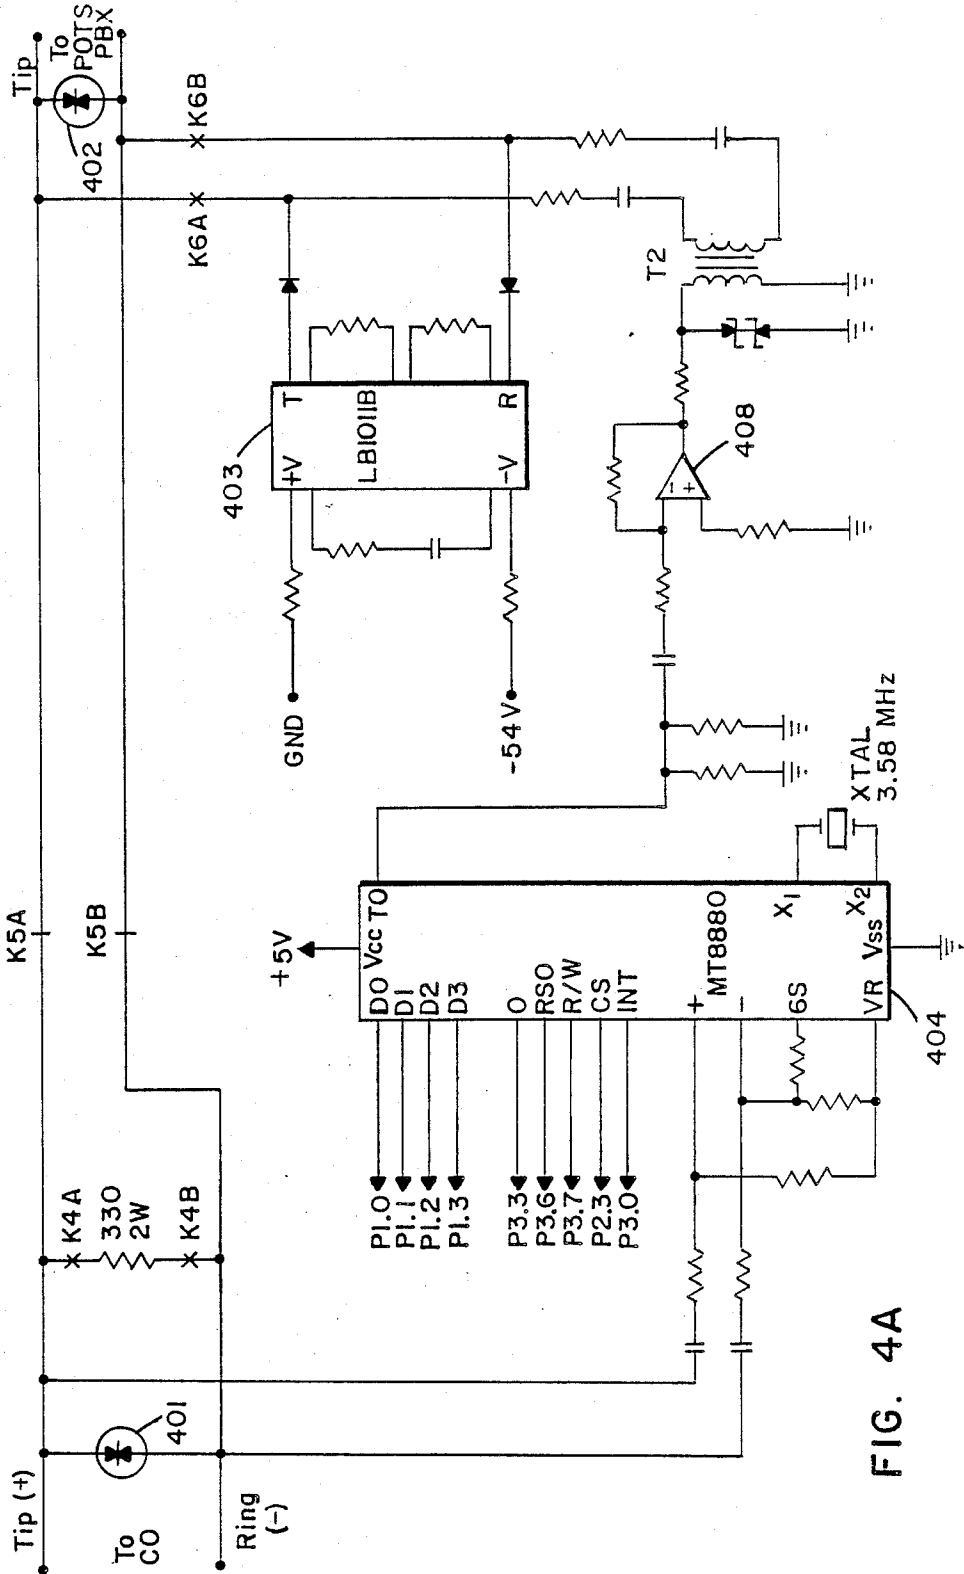 Tip (+)
To
CO
Ring
(-)
401
K4A
330
2W
K4B
K5A
K5B
Tip
To
POTS
PBX
402
K6A
K6B
403
+V
T
LB1011B
-V
R
GND
-54V
T2
408
+5V
Vcc
TO
D0
D1
D2
D3
O
RSO
R/W
CS
INT
+
MT8880
-
6S
VR
X1
X2
Vss
404
P1.0
P1.1
P1.2
P1.3
P3.3
P3.6
P3.7
P2.3
P3.0
- +
XTAL
3.58 MHz
FIG. 4A